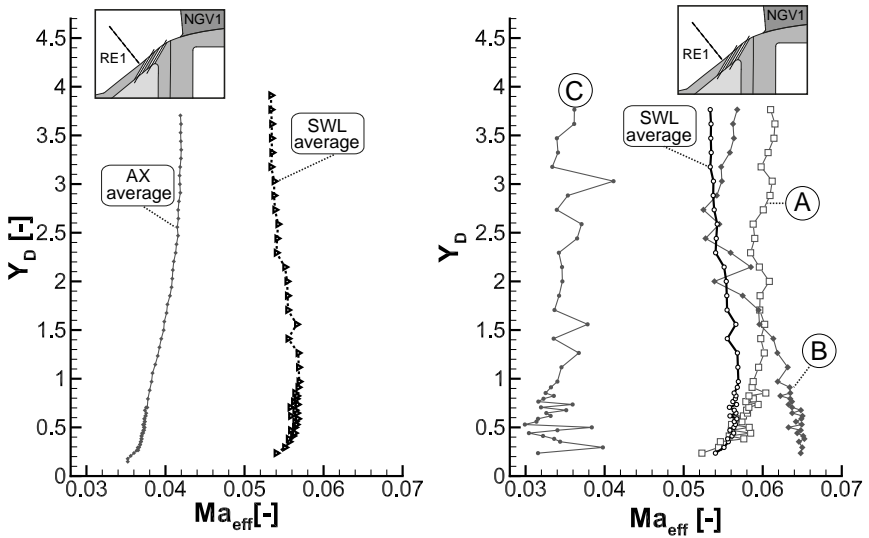 NGV1
RE1
4.5
4
3.5
3
2.5
2
1.5
1
0.5
0
Y_D [-]
AX
average
SWL
average
0.03 0.04 0.05 0.06 0.07
Ma_eff[-]
NGV1
RE1
4.5
4
3.5
3
2.5
2
1.5
1
0.5
0
Y_D [-]
C
SWL
average
A
B
0.03 0.04 0.05 0.06 0.07
Ma_eff [-]